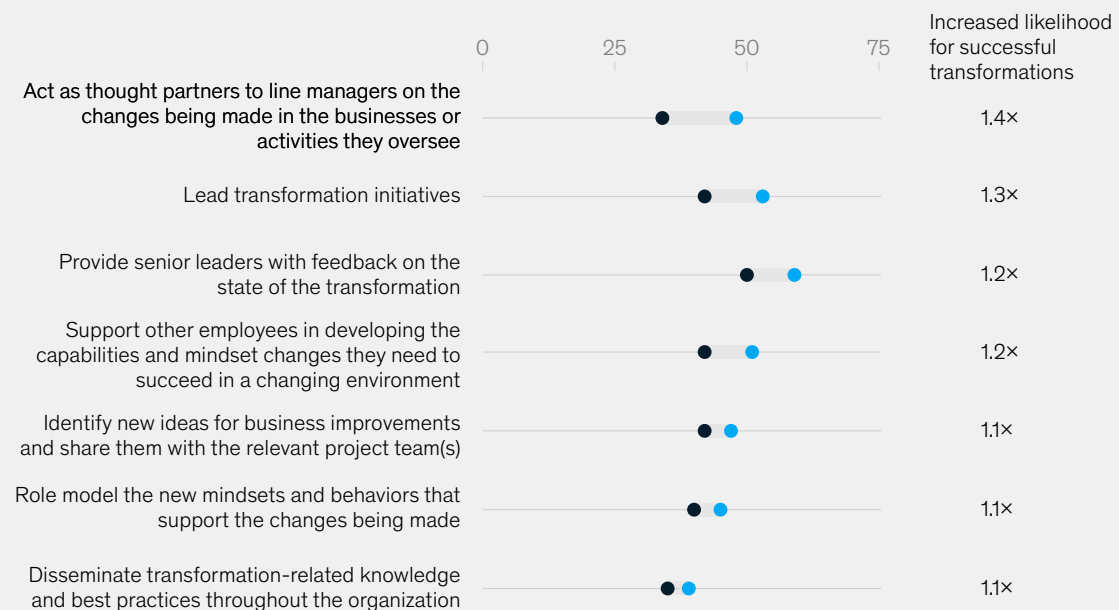 Increased likelihood
for successful
transformations
0 25 50 75
Act as thought partners to line managers on the
changes being made in the businesses or
activities they oversee
1.4×
Lead transformation initiatives
1.3×
Provide senior leaders with feedback on the
state of the transformation
1.2×
Support other employees in developing the
capabilities and mindset changes they need to
succeed in a changing environment
1.2×
Identify new ideas for business improvements
and share them with the relevant project team(s)
1.1×
Role model the new mindsets and behaviors that
support the changes being made
1.1×
Disseminate transformation-related knowledge
and best practices throughout the organization
1.1×